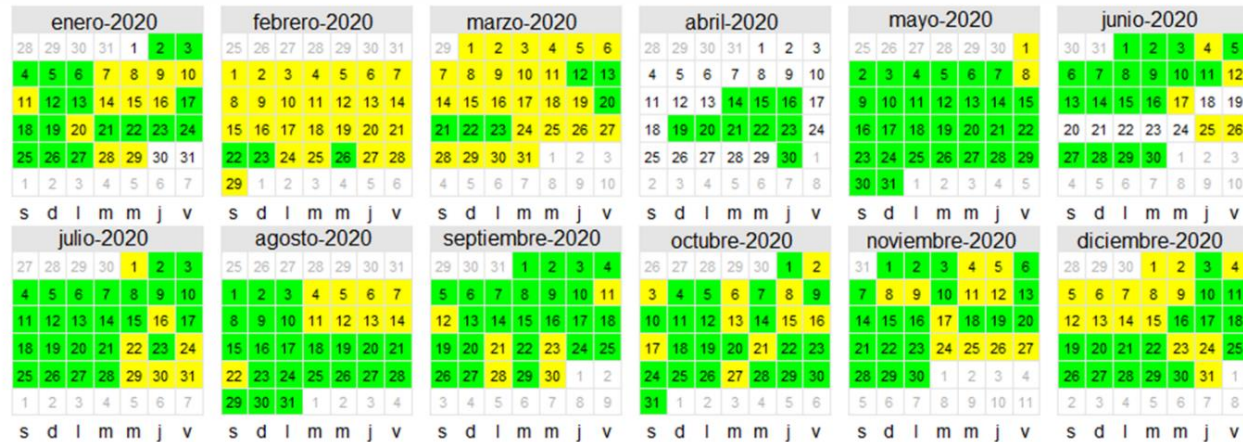 enero-2020
28 29 30 31 1 2 3
4 5 6 7 8 9 10
11 12 13 14 15 16 17
18 19 20 21 22 23 24
25 26 27 28 29 30 31
1 2 3 4 5 6 7
s d l m m j v
febrero-2020
25 26 27 28 29 30 31
1 2 3 4 5 6 7
8 9 10 11 12 13 14
15 16 17 18 19 20 21
22 23 24 25 26 27 28
29 1 2 3 4 5 6
s d l m m j v
marzo-2020
29 1 2 3 4 5 6
7 8 9 10 11 12 13
14 15 16 17 18 19 20
21 22 23 24 25 26 27
28 29 30 31 1 2 3
4 5 6 7 8 9 10
s d l m m j v
abril-2020
28 29 30 31 1 2 3
4 5 6 7 8 9 10
11 12 13 14 15 16 17
18 19 20 21 22 23 24
25 26 27 28 29 30 1
2 3 4 5 6 7 8
s d l m m j v
mayo-2020
25 26 27 28 29 30 1
2 3 4 5 6 7 8
9 10 11 12 13 14 15
16 17 18 19 20 21 22
23 24 25 26 27 28 29
30 31 1 2 3 4 5
s d l m m j v
junio-2020
30 31 1 2 3 4 5
6 7 8 9 10 11 12
13 14 15 16 17 18 19
20 21 22 23 24 25 26
27 28 29 30 1 2 3
4 5 6 7 8 9 10
s d l m m j v
julio-2020
27 28 29 30 1 2 3
4 5 6 7 8 9 10
11 12 13 14 15 16 17
18 19 20 21 22 23 24
25 26 27 28 29 30 31
1 2 3 4 5 6 7
s d l m m j v
agosto-2020
25 26 27 28 29 30 31
1 2 3 4 5 6 7
8 9 10 11 12 13 14
15 16 17 18 19 20 21
22 23 24 25 26 27 28
29 30 31 1 2 3 4
s d l m m j v
septiembre-2020
29 30 31 1 2 3 4
5 6 7 8 9 10 11
12 13 14 15 16 17 18
19 20 21 22 23 24 25
26 27 28 29 30 1 2
3 4 5 6 7 8 9
s d l m m j v
octubre-2020
26 27 28 29 30 1 2
3 4 5 6 7 8 9
10 11 12 13 14 15 16
17 18 19 20 21 22 23
24 25 26 27 28 29 30
31 1 2 3 4 5 6
s d l m m j v
noviembre-2020
31 1 2 3 4 5 6
7 8 9 10 11 12 13
14 15 16 17 18 19 20
21 22 23 24 25 26 27
28 29 30 1 2 3 4
5 6 7 8 9 10 11
s d l m m j v
diciembre-2020
28 29 30 1 2 3 4
5 6 7 8 9 10 11
12 13 14 15 16 17 18
19 20 21 22 23 24 25
26 27 28 29 30 31 1
2 3 4 5 6 7 8
s d l m m j v